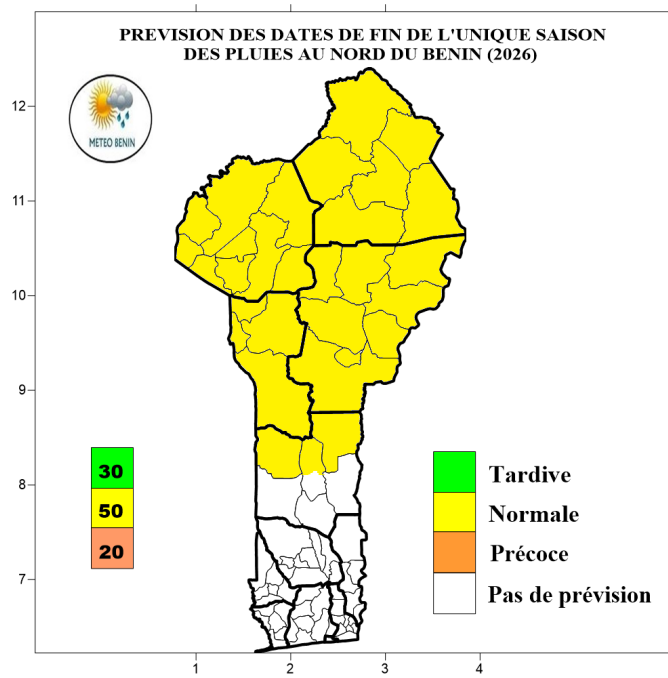 PREVISION DES DATES DE FIN DE L'UNIQUE SAISON
DES PLUIES AU NORD DU BENIN (2026)
METEO BENIN
12
11
10
9
8
7
30
50
20
Tardive
Normale
Précoce
Pas de prévision
1 2 3 4